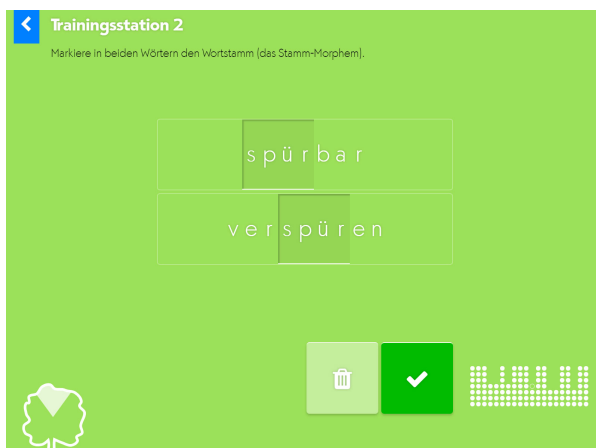 Trainingsstation 2
Markiere in beiden Wörtern den Wortstamm (das Stamm-Morphem).
spürbar
verspüren